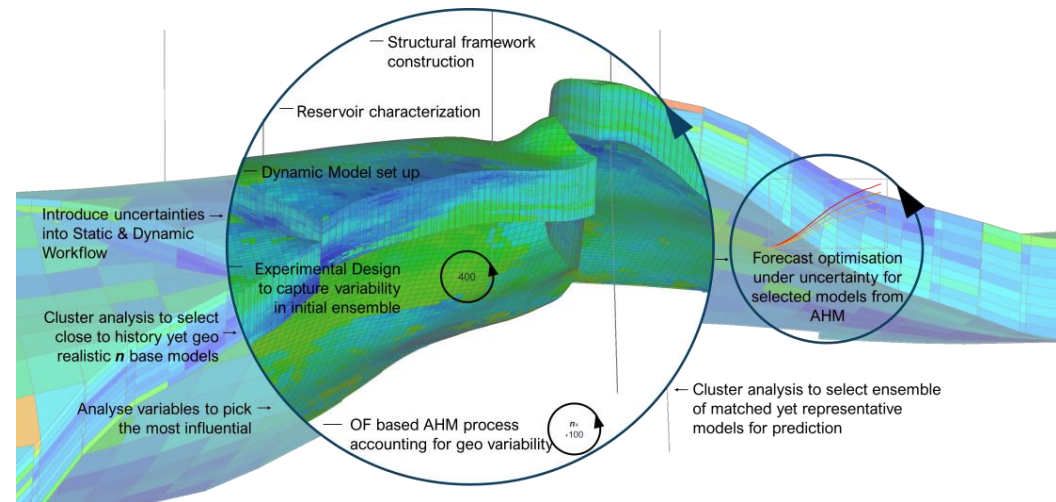 Structural framework
construction
Reservoir characterization
Dynamic Model set up
Introduce uncertainties
into Static & Dynamic
Workflow
Experimental Design
to capture variability
in initial ensemble
400
Cluster analysis to select
close to history yet geo
realistic n base models
Analyse variables to pick
the most influential
OF based AHM process
accounting for geo variability
Cluster analysis to select ensemble
of matched yet representative
models for prediction
Forecast optimisation
under uncertainty for
selected models from
AHM